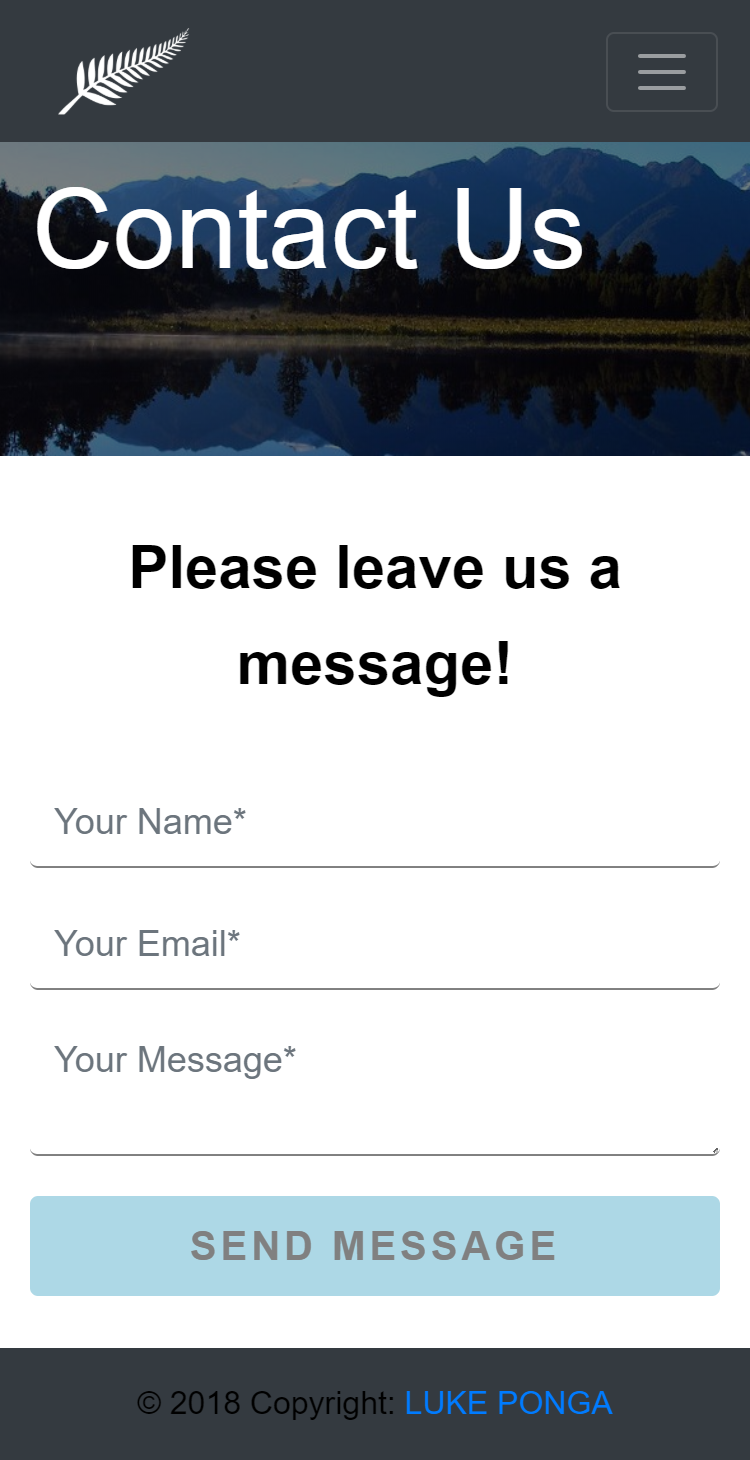 Contact Us
Please leave us a
message!
Your Name*
Your Email*
Your Message*
SEND MESSAGE
© 2018 Copyright: LUKE PONGA